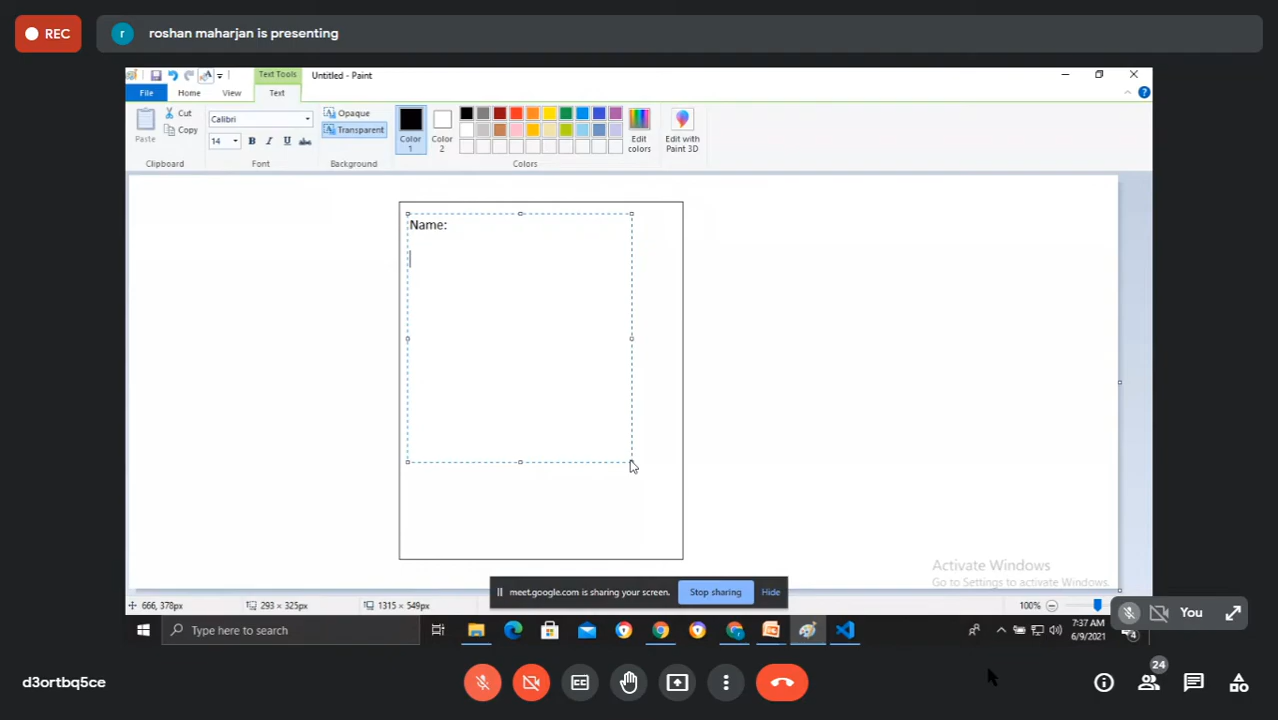 REC
r
roshan maharjan is presenting
Text Tools
Untitled - Paint
File
Home
View
Text
Paste
Cut
Copy
Clipboard
Calibri
14
B I U abc
Font
Opaque
Transparent
Background
Color 1
Color 2
Edit colors
Colors
Edit with Paint 3D
Name:
Activate Windows
Go to Settings to activate Windows.
meet.google.com is sharing your screen.
Stop sharing
Hide
666, 378px
293 × 325px
1315 × 549px
100%
You
Type here to search
7:37 AM
6/9/2021
4
d3ortbq5ce
CC
24